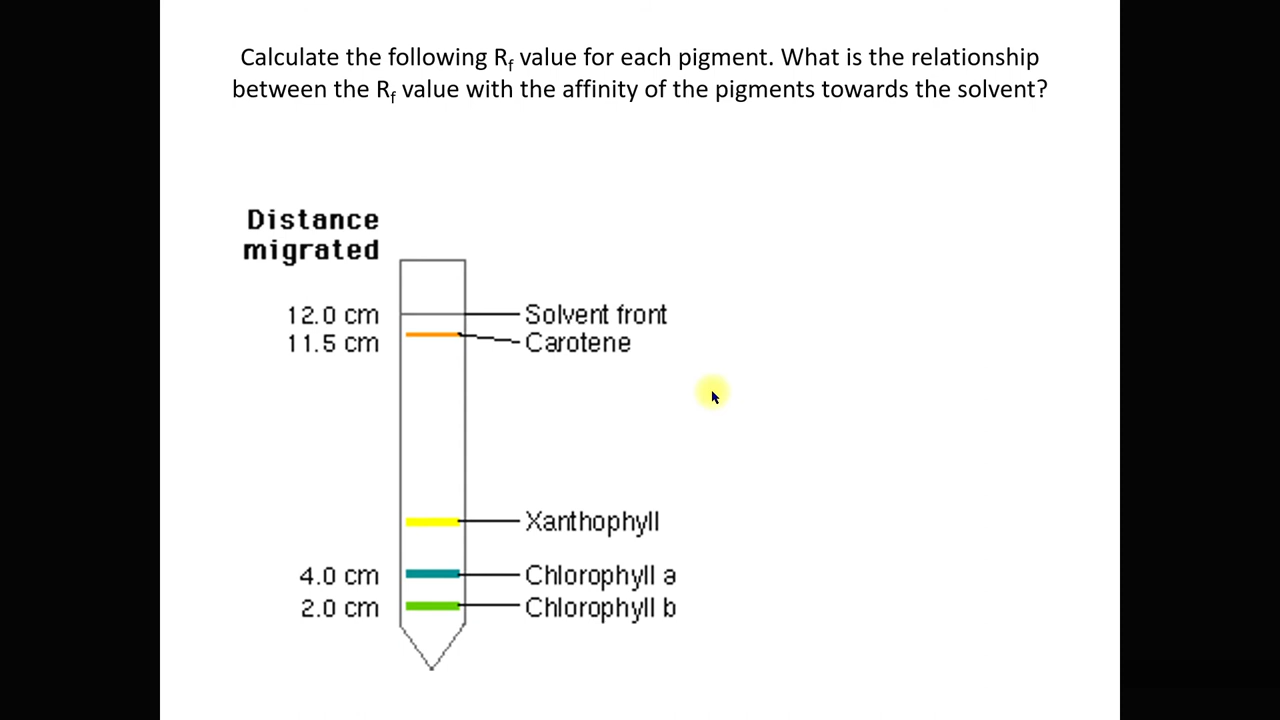 Calculate the following Rf value for each pigment. What is the relationship
between the Rf value with the affinity of the pigments towards the solvent?
Distance
migrated
12.0 cm
Solvent front
11.5 cm
Carotene
Xanthophyll
4.0 cm
Chlorophyll a
2.0 cm
Chlorophyll b